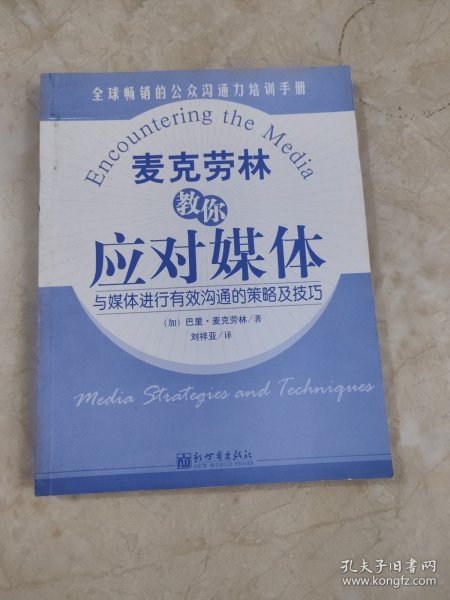 全球畅销的公众沟通力培训手册
Encountering the Media
麦克劳林
教你
应对媒体
与媒体进行有效沟通的策略及技巧
（加）巴里·麦克劳林/著
刘祥亚/译
Media Strategies and Techniques
新世界出版社
NEW WORLD PRESS
孔夫子旧书网
www.kongfz.com